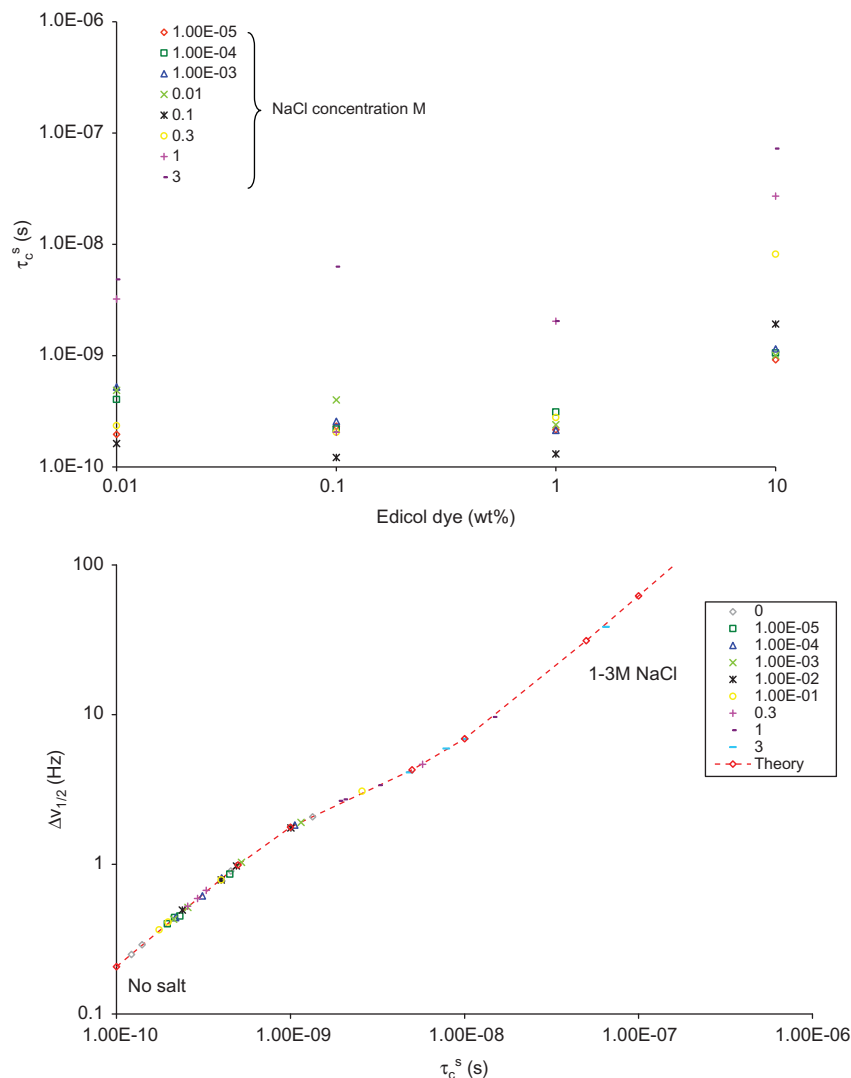 1.0E-06
1.0E-07
1.0E-08
1.0E-09
1.0E-10
τcˢ (s)
1.00E-05
1.00E-04
1.00E-03
0.01
0.1
0.3
1
3
NaCl concentration M
0.01
0.1
1
10
Edicol dye (wt%)
100
10
1
0.1
Δν1/2 (Hz)
0
1.00E-05
1.00E-04
1.00E-03
1.00E-02
1.00E-01
0.3
1
3
Theory
1-3M NaCl
No salt
1.00E-10
1.00E-09
1.00E-08
1.00E-07
1.00E-06
τcˢ (s)